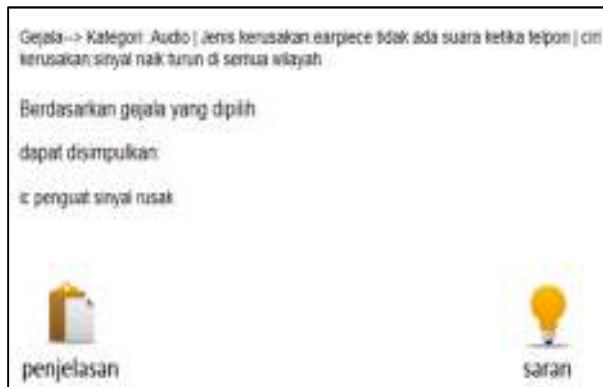 Gejala--> Kategori :Audio | Jenis kerusakan:earpiece tidak ada suara ketika telpon | ciri
kerusakan:sinyal naik turun di semua wilayah
Berdasarkan gejala yang dipilih
dapat disimpulkan:
ic penguat sinyal rusak
penjelasan
saran